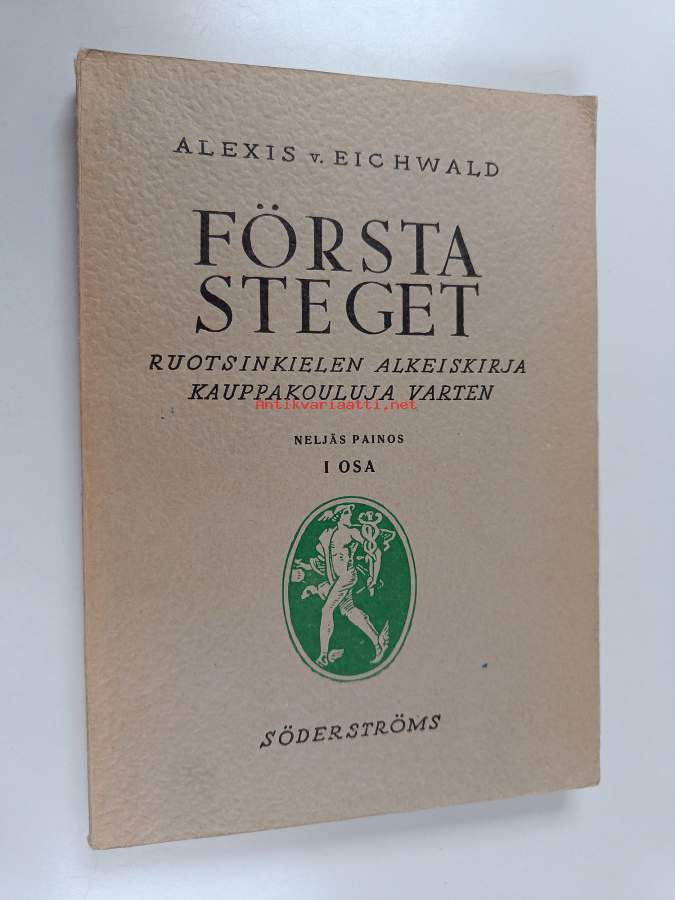 ALEXIS v. EICHWALD
FÖRSTA
STEGET
RUOTSINKIELEN ALKEISKIRJA
KAUPPAKOULUJA VARTEN
Antikvariaatti.net
NELJÄS PAINOS
I OSA
SÖDERSTRÖMS